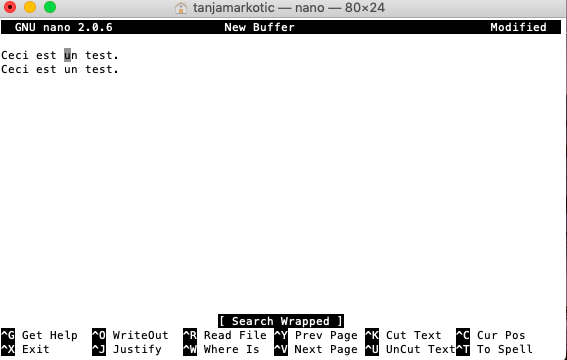 tanjamarkotic — nano — 80×24
GNU nano 2.0.6 New Buffer Modified
Ceci est un test.
Ceci est un test.
[ Search Wrapped ]
^G Get Help ^O WriteOut ^R Read File ^Y Prev Page ^K Cut Text ^C Cur Pos
^X Exit ^J Justify ^W Where Is ^V Next Page ^U UnCut Text ^T To Spell